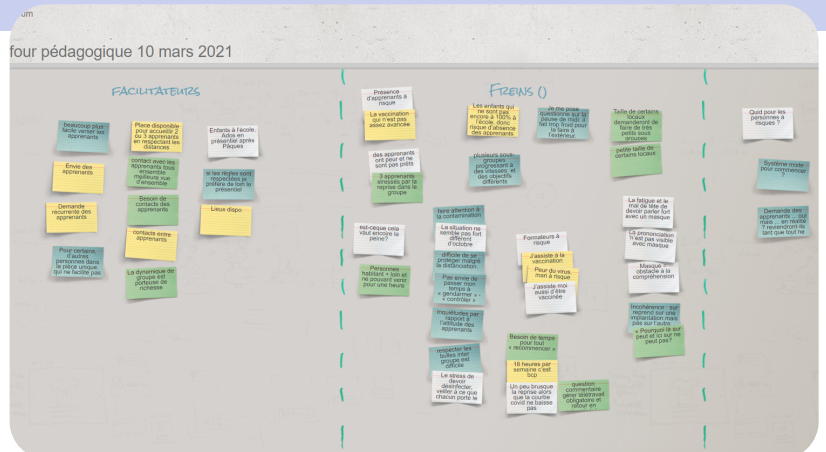 um
four pédagogique 10 mars 2021
FACILITATEURS
beaucoup plus
facile verser les
apprenants
Place disponible
pour accueillir 2
ou 3 apprenants
en respectant les
distances
Enfants à l'école,
Ados en
présentiel après
Pâques
Envie des
apprenants
contact avec les
apprenants tous
ensemble
meilleure vue
d'ensemble
si les règles sont
respectées je
préfère de loin le
présentiel
Demande
récurrente des
apprenants
Besoin de
contacts des
apprenants
Lieux dispo
contacts entre
apprenants
Pour certains,
d'autres
personnes dans
la pièce unique,
qui ne facilite pas
La dynamique de
groupe est
porteuse de
richesse
FREINS ()
Présence
d'apprenants à
risque
La vaccination
qui n'est pas
assez avancée
Les enfants qui
ne sont pas
encore à 100% à
l'école, donc
risque d'absence
des apprenants
Je me pose
questionne sur la
pause de midi: il
fait trop froid pour
la faire à
l'extérieur.
Taille de certains
locaux
demanderont de
faire de très
petits sous
groupes
petite taille de
certains locaux
des apprenants
ont peur et ne
sont pas prêts
3 apprenants
stressés par la
reprise dans le
groupe
plusieurs sous-
groupes
progressant à
des vitesses et
des objectifs
différents
faire attention à
la contamination
La situation ne
semble pas fort
différent
d'octobre
est-ceque cela
vaut encore la
peine?
difficile de se
protéger malgré
la distanciation.
Personnes
habitant + loin et
ne pouvant venir
pour une heure
Pas envie de
passer mon
temps à
« gendarmer » -
« contrôler »
Inquiétudes par
rapport à
l'attitude des
apprenants
respecter les
bulles inter
groupe est
difficile
Le stress de
devoir
désinfecter,
veiller à ce que
chacun porte le
Formateurs à
risque
J'assiste à la
vaccination
Peur du virus,
man à risque
J'assiste moi
aussi d'être
vaccinée
Besoin de temps
pour tout
« recommencer »
18 heures par
semaine c'est
bcp
Un peu brusque
la reprise alors
que la courbe
covid ne baisse
pas
question
commentaire
gérer télétravail
obligatoire et
retour en
La fatigue et le
mal de tête de
devoir parler fort
avec un masque
La prononciation
n'est pas visible
avec masque
Masque =
obstacle à la
compréhension
Incohérence : sur
reprend sur une
implantation mais
pas sur l'autre.
« Pourquoi là sur
peut et ici sur ne
peut pas?
Quid pour les
personnes à
risques ?
Système mixte
pour commencer
?
Demande des
apprenants ... oui
mais ... en réalité
? reviendront ils
tant que tout ne